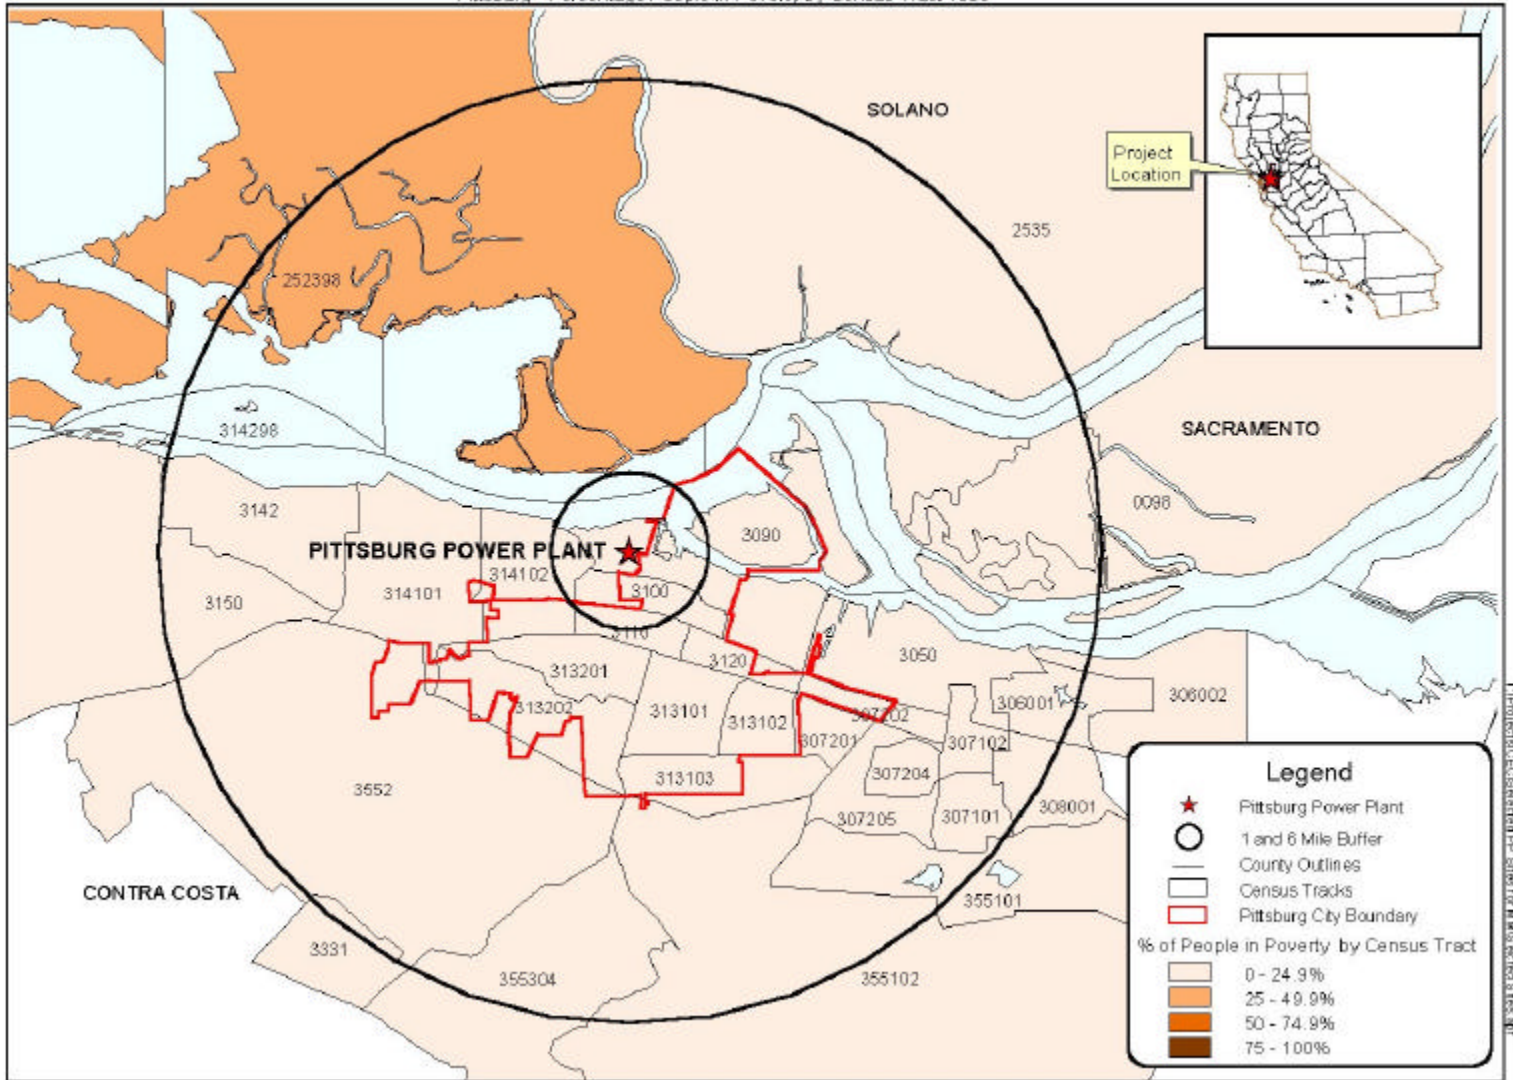 SOLANO
Project
Location
2535
252398
314298
SACRAMENTO
3142
0098
3090
PITTSBURG POWER PLANT
314102
314101
3100
3150
3110
3120
3050
313201
306001
306002
313202
313101
313102
307202
307201
307102
313103
307204
3552
308001
307205
307101
CONTRA COSTA
355101
3331
355304
355102
Legend
Pittsburg Power Plant
1 and 6 Mile Buffer
County Outlines
Census Tracks
Pittsburg City Boundary
% of People in Poverty by Census Tract
0 - 24.9%
25 - 49.9%
50 - 74.9%
75 - 100%